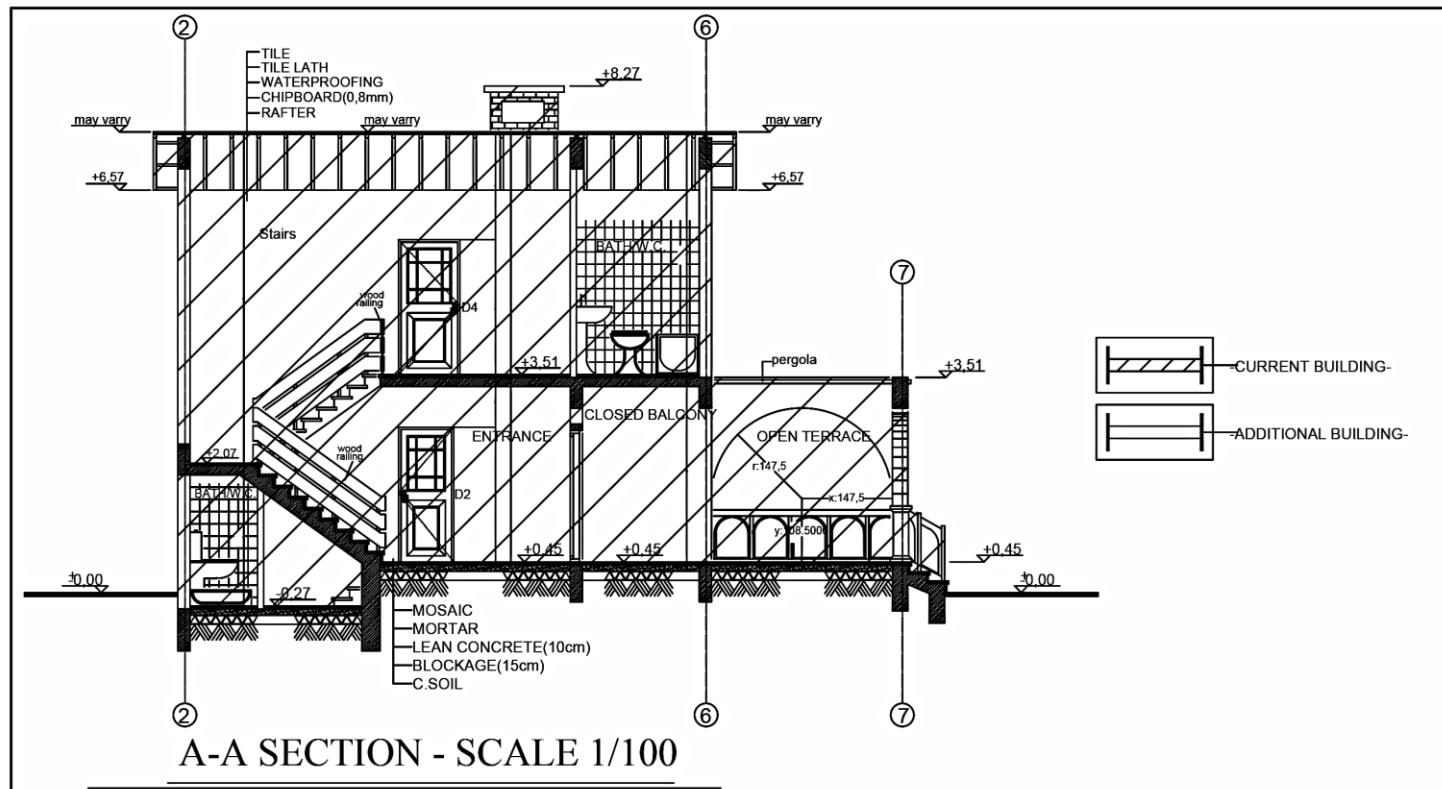 2
6
TILE
TILE LATH
WATERPROOFING
CHIPBOARD(0,8mm)
RAFTER
+8,27
may varry
may varry
may varry
+6,57
+6,57
Stairs
BATH/W.C.
7
wood
railing
D4
+3,51
pergola
+3,51
-CURRENT BUILDING-
CLOSED BALCONY
ENTRANCE
OPEN TERRACE
-ADDITIONAL BUILDING-
wood
railing
+2,07
r:147,5
BATH/W.C.
D2
x:147,5
+0,45
+0,45
+0,45
±0,00
±0,00
-0,27
MOSAIC
MORTAR
LEAN CONCRETE(10cm)
BLOCKAGE(15cm)
C.SOIL
2
6
7
A-A SECTION - SCALE 1/100